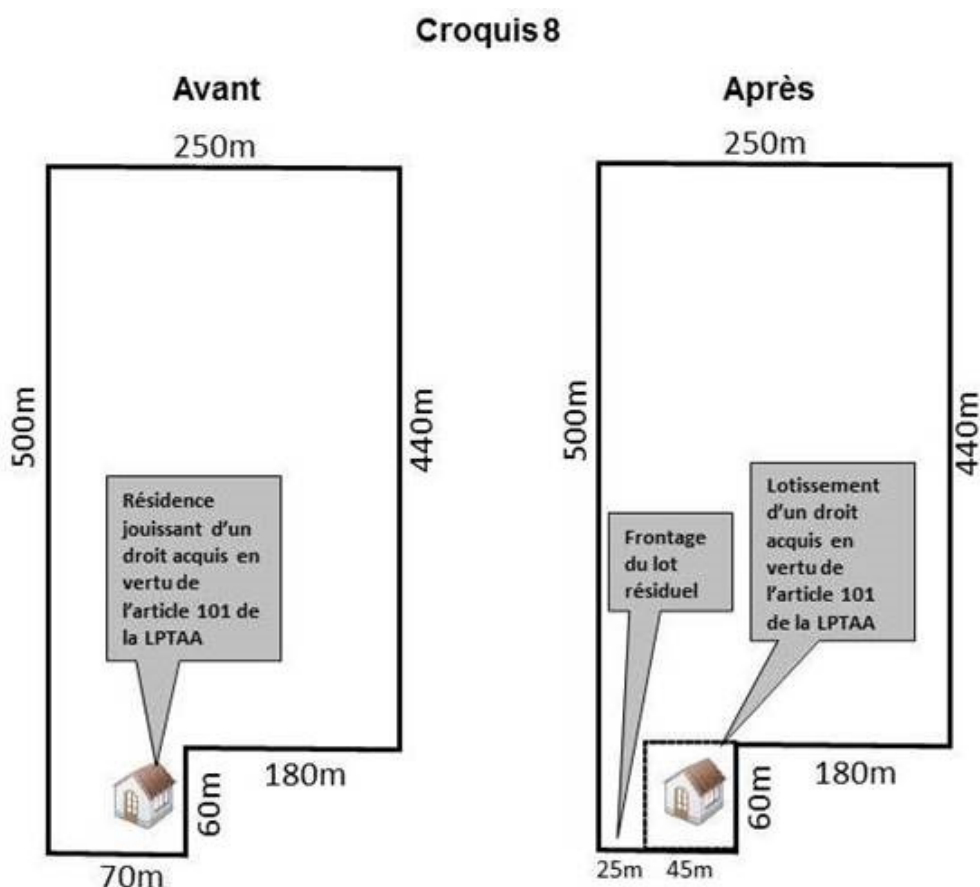 Croquis 8
Avant
250m
500m
440m
Résidence
jouissant d'un
droit acquis en
vertu de
l'article 101 de
la LPTAA
180m
60m
70m
Après
250m
500m
440m
Frontage
du lot
résiduel
Lotissement
d'un droit
acquis en
vertu de
l'article 101
de la LPTAA
180m
60m
25m
45m